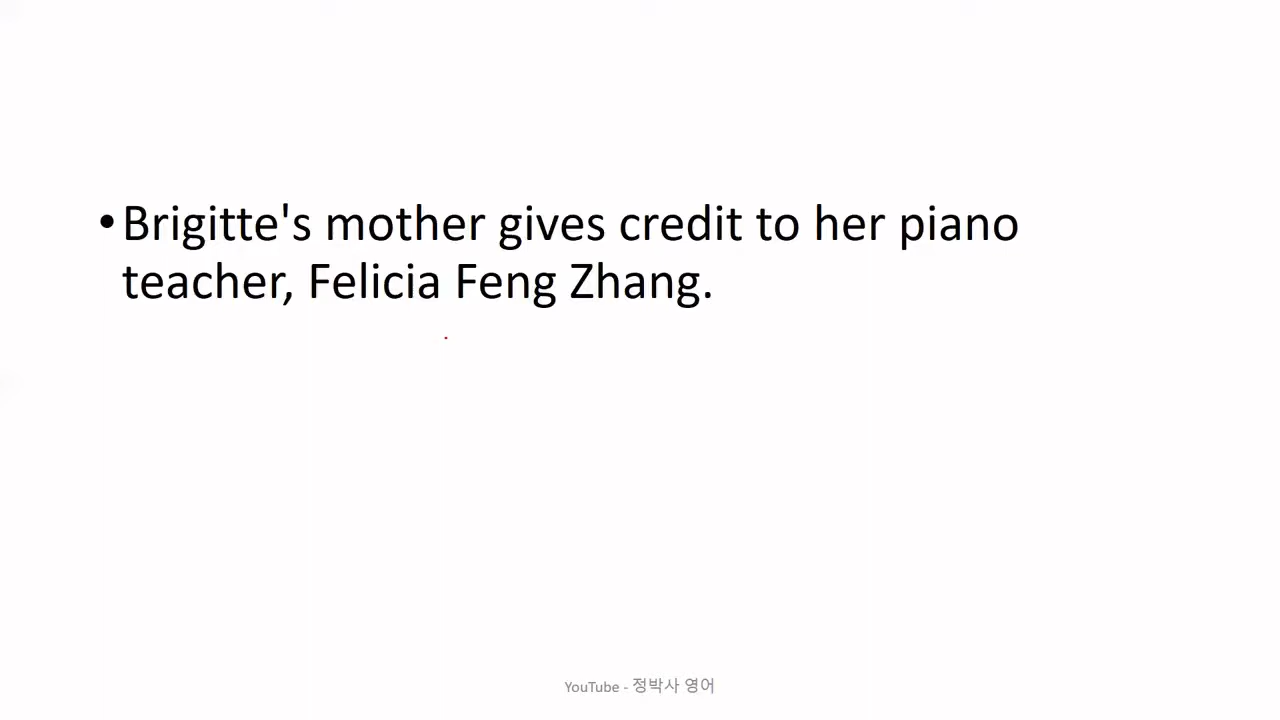 •Brigitte's mother gives credit to her piano
teacher, Felicia Feng Zhang.
YouTube - 정박사 영어